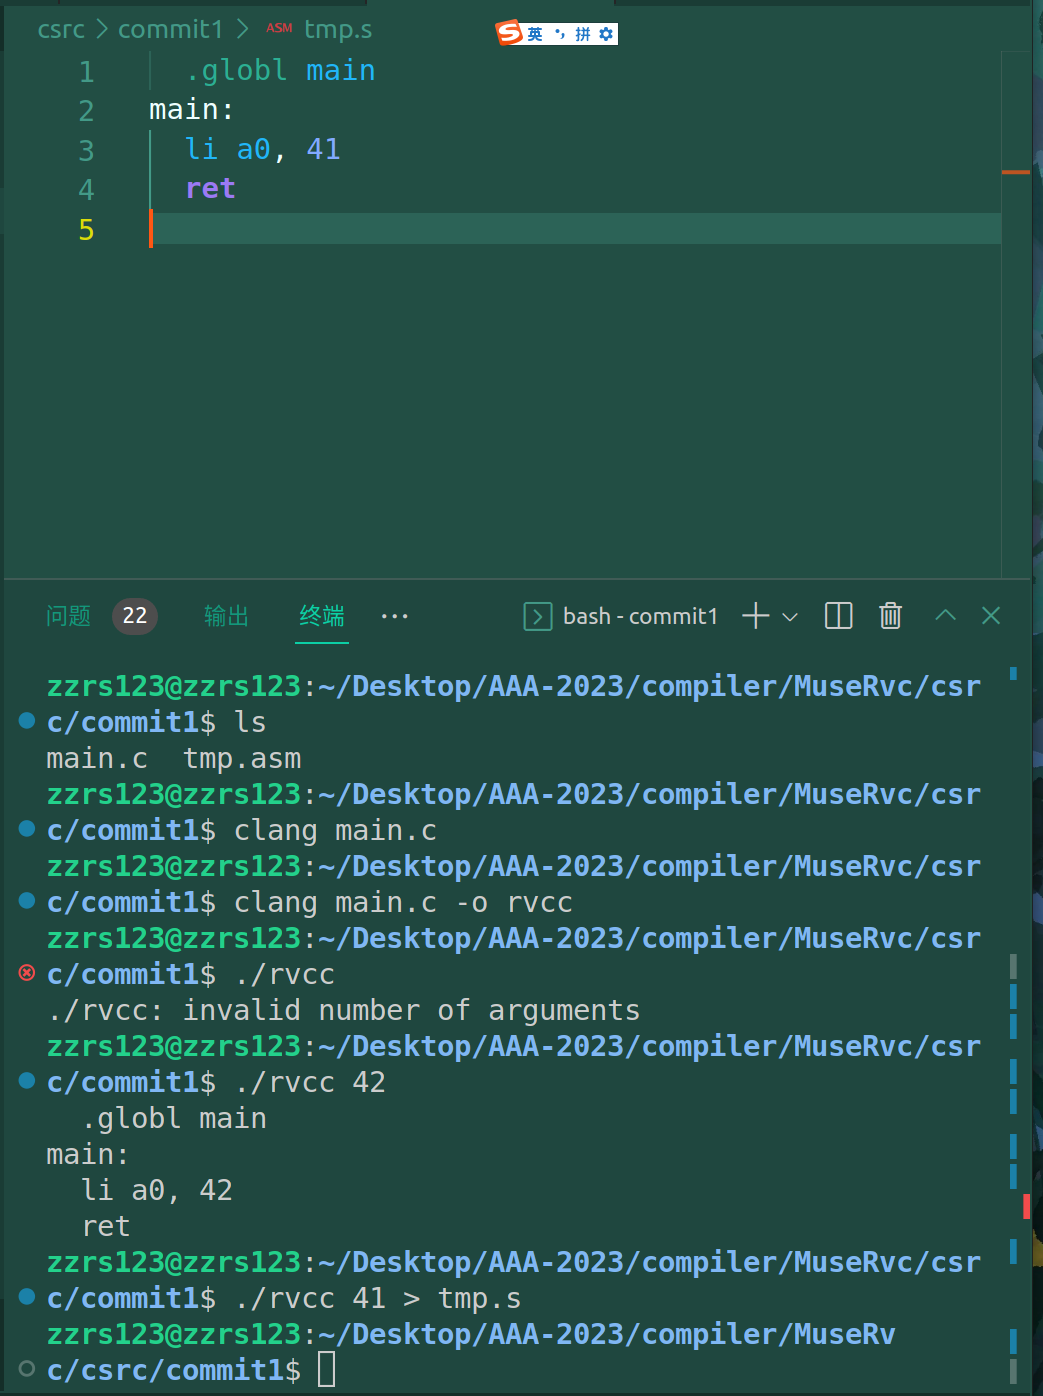 csrc > commit1 > ASM tmp.s
英 •, 拼
1 .globl main
2 main:
3 li a0, 41
4 ret
5
问题 22 输出 终端 ··· bash - commit1
zzrs123@zzrs123:~/Desktop/AAA-2023/compiler/MuseRvc/csr
c/commit1$ ls
main.c  tmp.asm
zzrs123@zzrs123:~/Desktop/AAA-2023/compiler/MuseRvc/csr
c/commit1$ clang main.c
zzrs123@zzrs123:~/Desktop/AAA-2023/compiler/MuseRvc/csr
c/commit1$ clang main.c -o rvcc
zzrs123@zzrs123:~/Desktop/AAA-2023/compiler/MuseRvc/csr
c/commit1$ ./rvcc
./rvcc: invalid number of arguments
zzrs123@zzrs123:~/Desktop/AAA-2023/compiler/MuseRvc/csr
c/commit1$ ./rvcc 42
  .globl main
main:
  li a0, 42
  ret
zzrs123@zzrs123:~/Desktop/AAA-2023/compiler/MuseRvc/csr
c/commit1$ ./rvcc 41 > tmp.s
zzrs123@zzrs123:~/Desktop/AAA-2023/compiler/MuseRv
c/csrc/commit1$